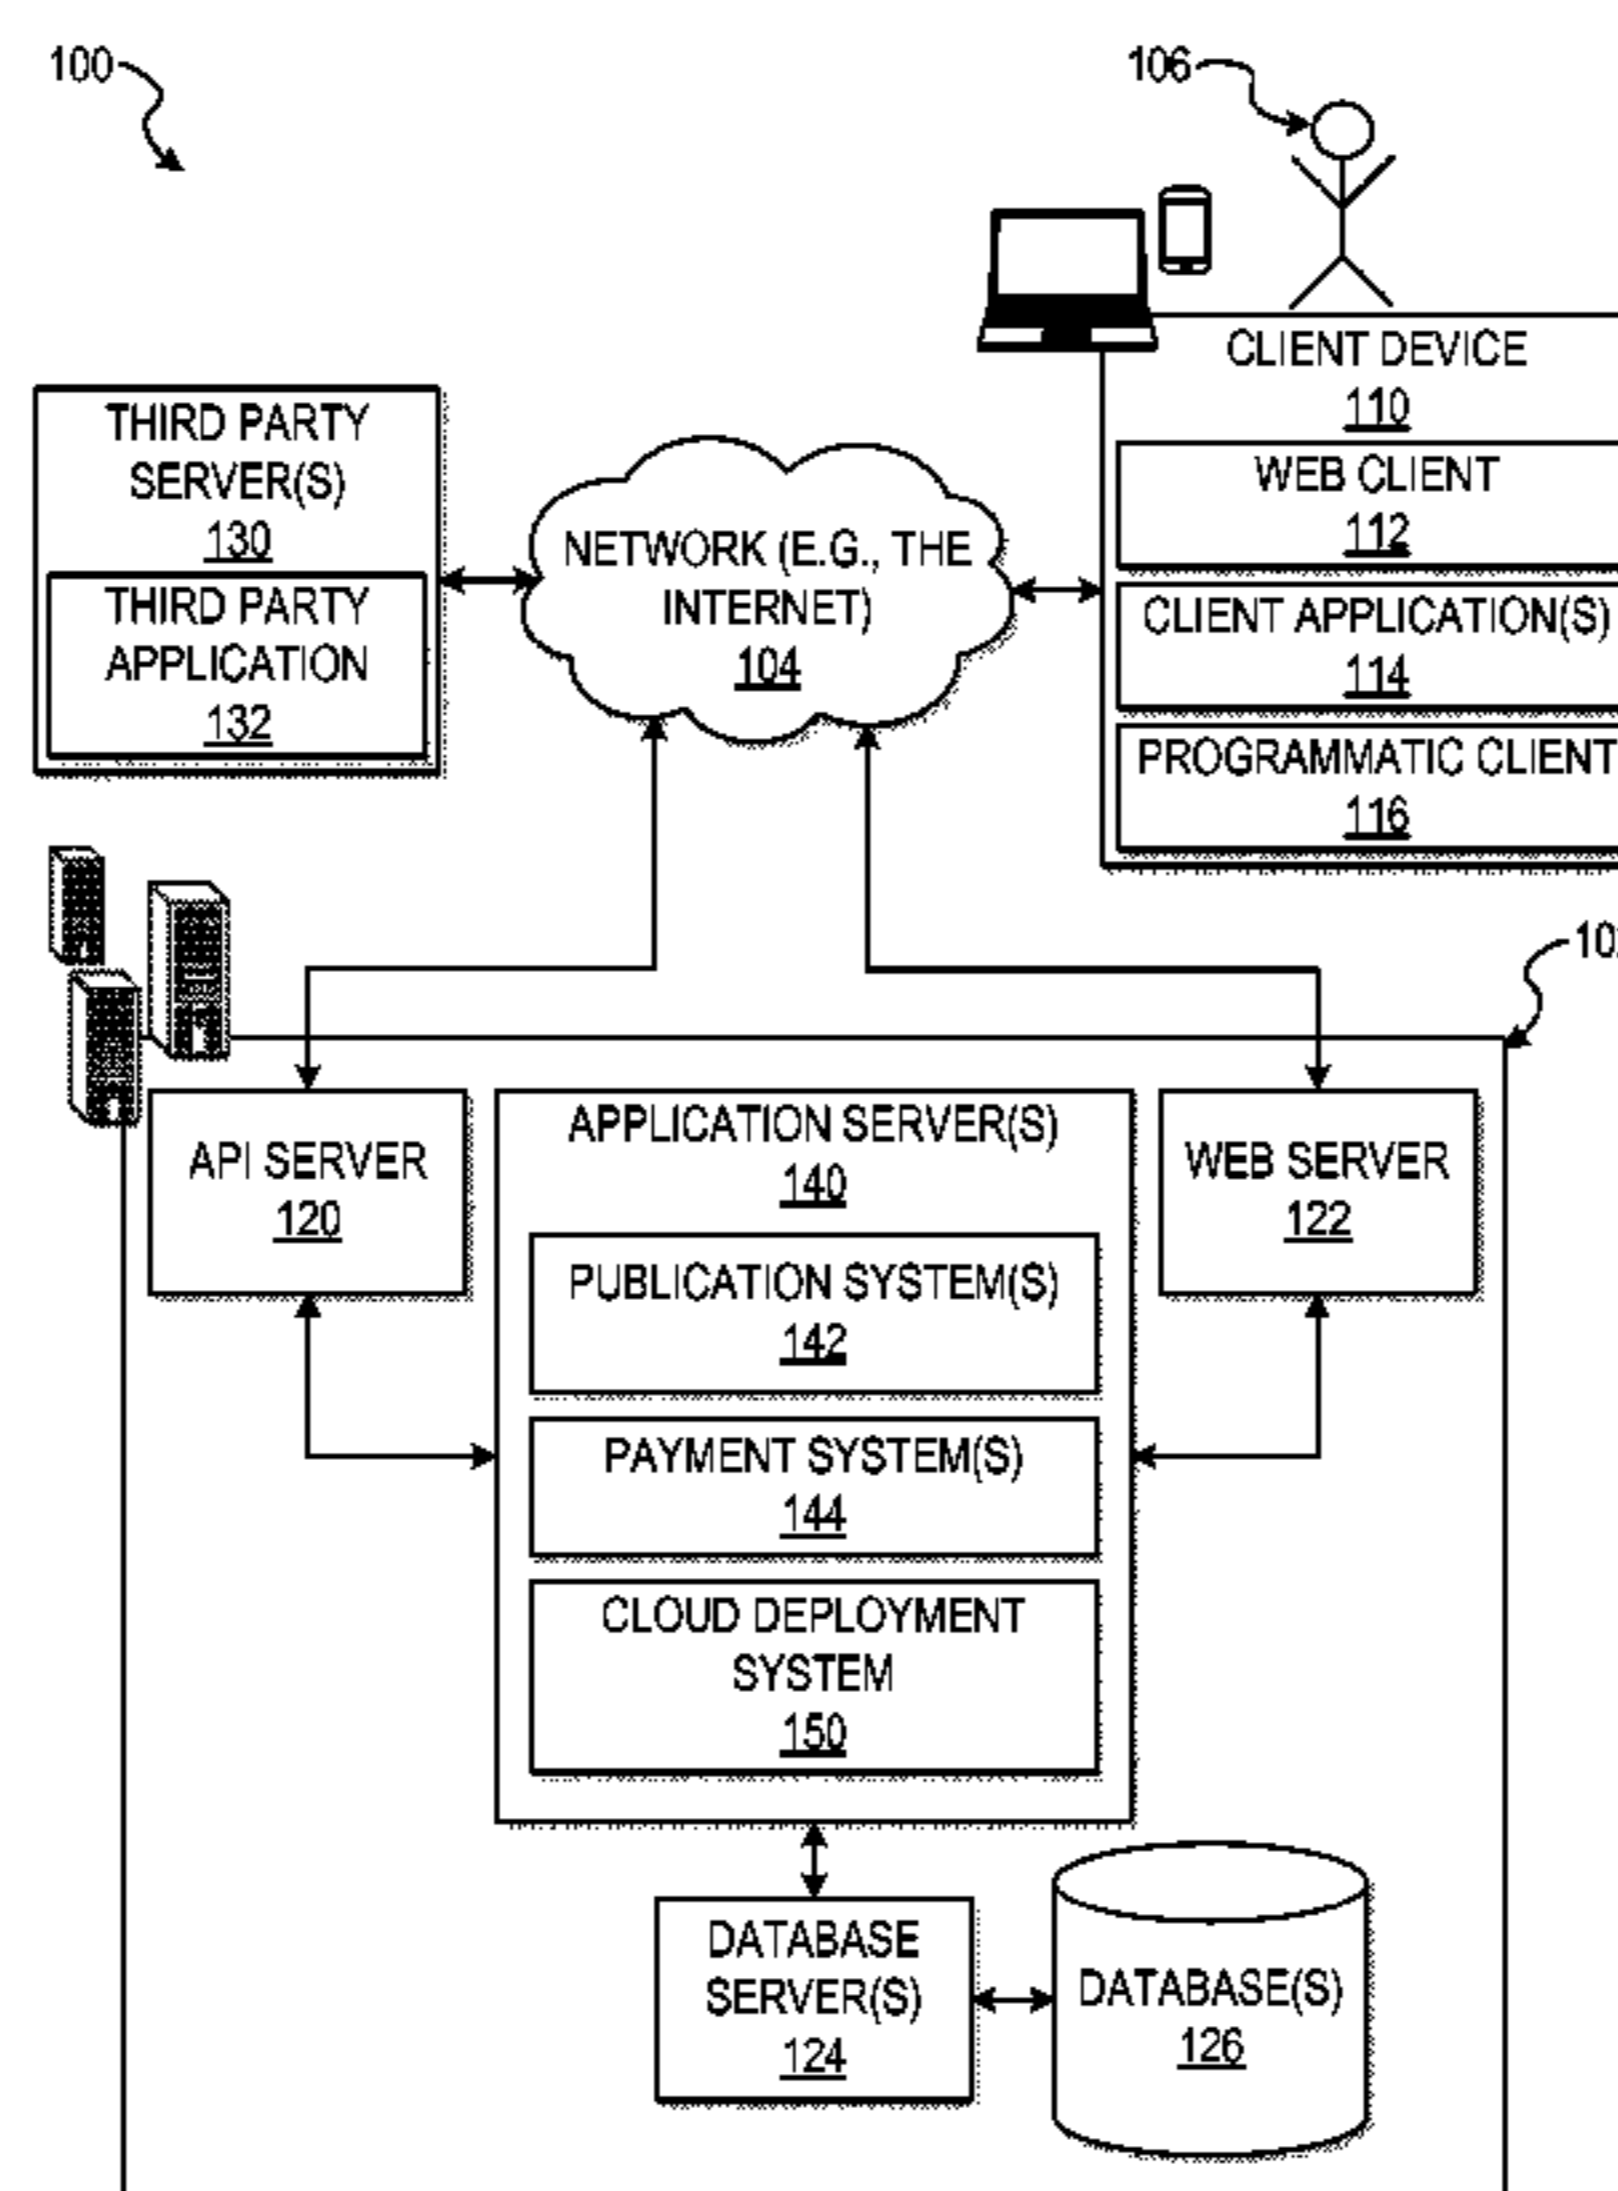 100
106
CLIENT DEVICE
110
WEB CLIENT
112
CLIENT APPLICATION(S)
114
PROGRAMMATIC CLIENT
116
THIRD PARTY
SERVER(S)
130
THIRD PARTY
APPLICATION
132
NETWORK (E.G., THE
INTERNET)
104
API SERVER
120
APPLICATION SERVER(S)
140
PUBLICATION SYSTEM(S)
142
PAYMENT SYSTEM(S)
144
CLOUD DEPLOYMENT
SYSTEM
150
WEB SERVER
122
DATABASE
SERVER(S)
124
DATABASE(S)
126